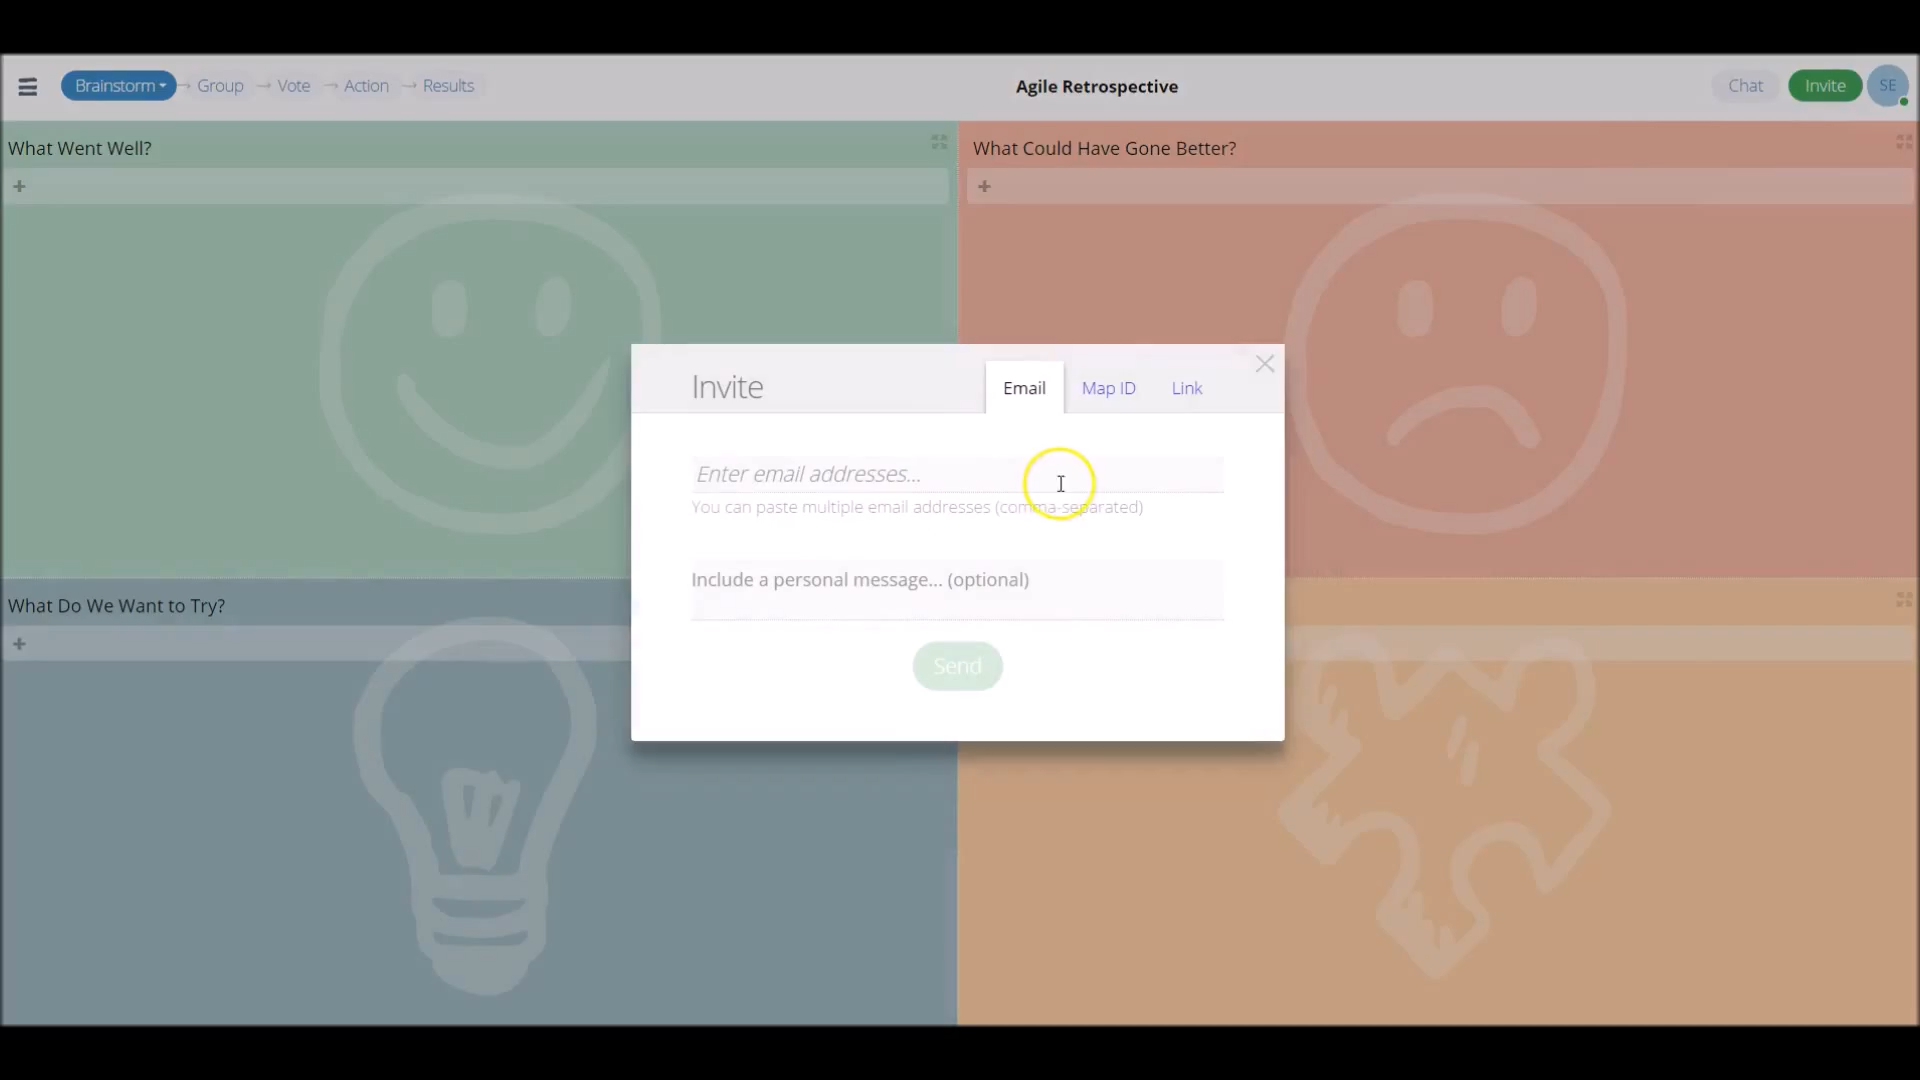 Brainstorm Group Vote Action Results
Agile Retrospective
Chat Invite SE
What Went Well?
What Could Have Gone Better?
Invite
Email Map ID Link
Enter email addresses...
You can paste multiple email addresses (comma-separated)
Include a personal message... (optional)
Send
What Do We Want to Try?